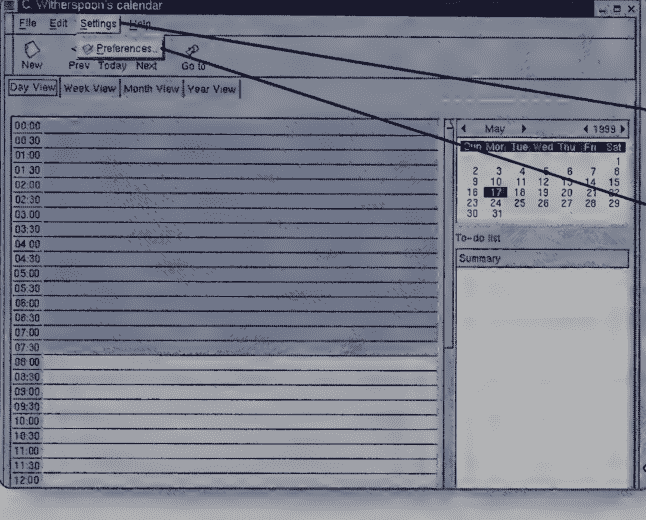 C. Witherspoon's calendar
File Edit Settings Help
Preferences...
New Prev Today Next Go to
Day View Week View Month View Year View
00:00
00:30
01:00
01:30
02:00
02:30
03:00
03:30
04:00
04:30
05:00
05:30
06:00
06:30
07:00
07:30
08:00
08:30
09:00
09:30
10:00
10:30
11:00
11:30
12:00
May 1999
Sun Mon Tue Wed Thu Fri Sat
1
2 3 4 5 6 7 8
9 10 11 12 13 14 15
16 17 18 19 20 21 22
23 24 25 26 27 28 29
30 31
To-do list
Summary